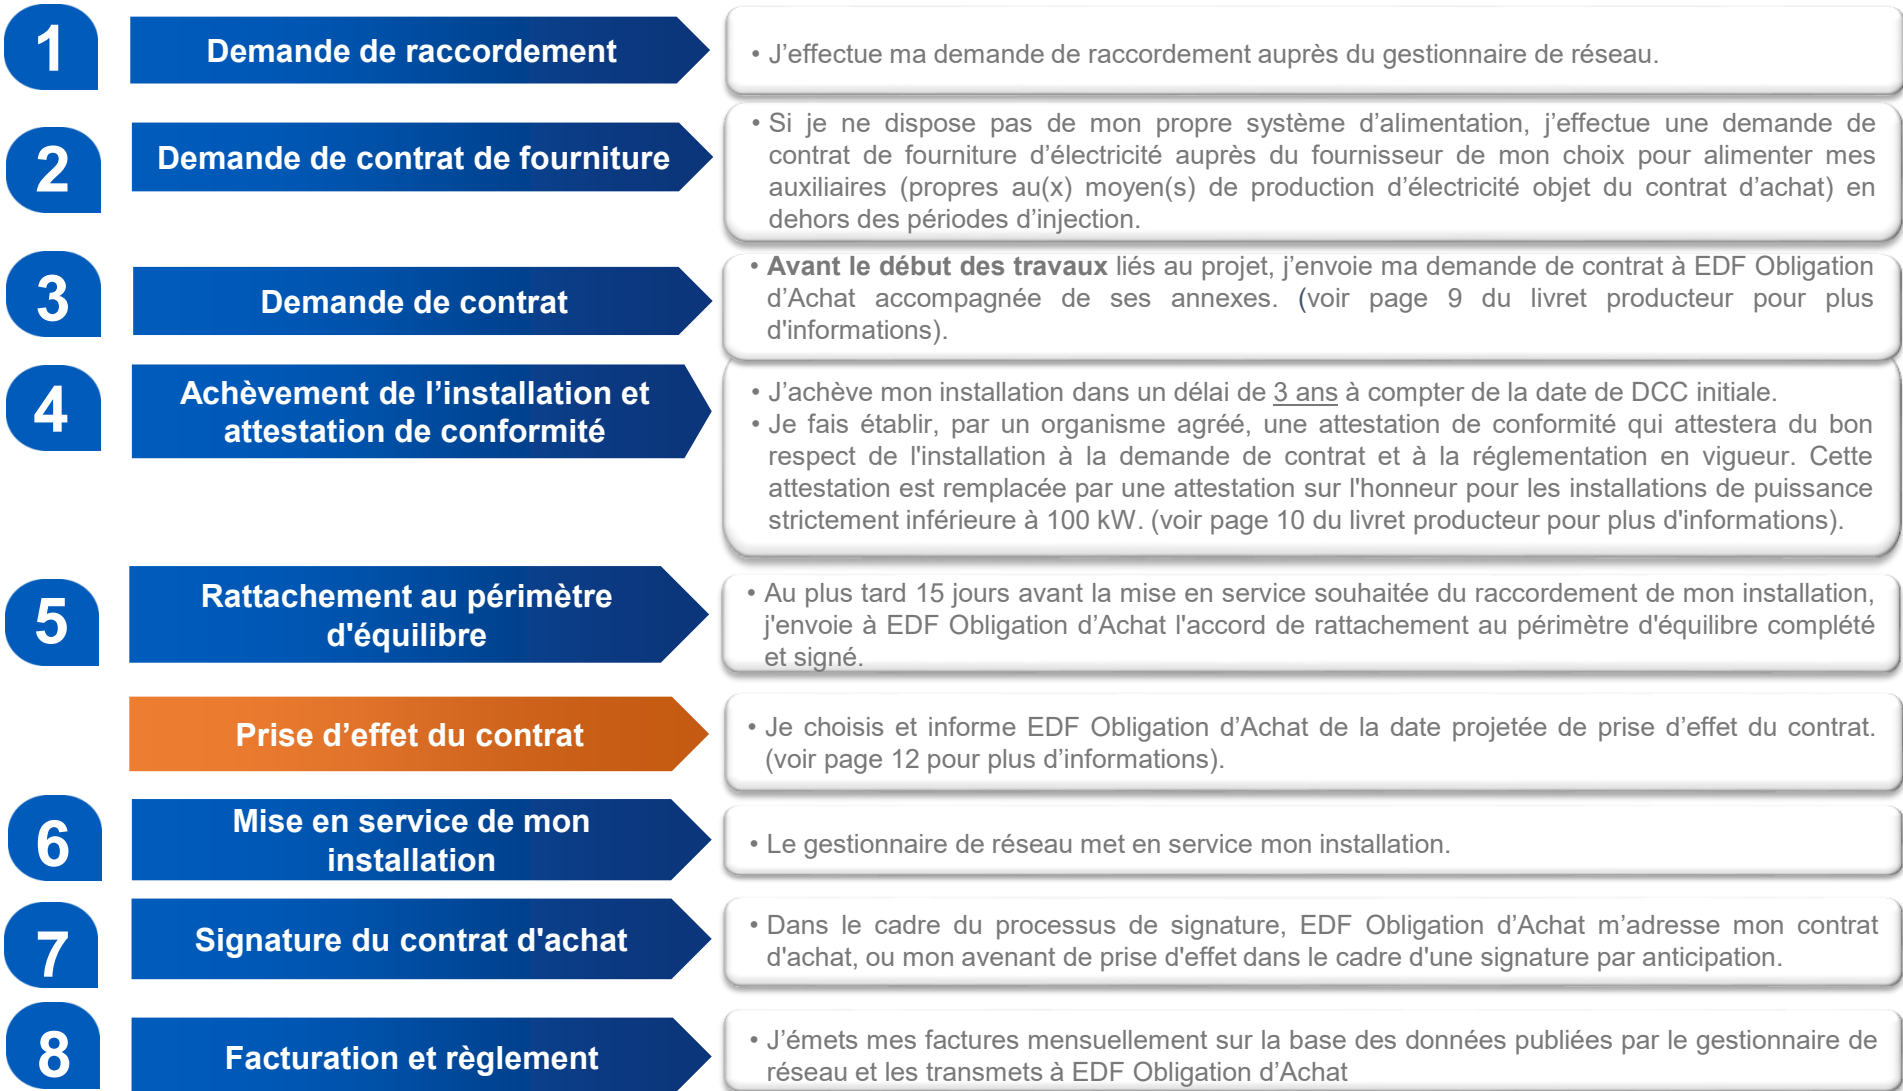 1
Demande de raccordement
• J’effectue ma demande de raccordement auprès du gestionnaire de réseau.
2
Demande de contrat de fourniture
• Si je ne dispose pas de mon propre système d’alimentation, j’effectue une demande de
contrat de fourniture d’électricité auprès du fournisseur de mon choix pour alimenter mes
auxiliaires (propres au(x) moyen(s) de production d’électricité objet du contrat d’achat) en
dehors des périodes d’injection.
3
Demande de contrat
• Avant le début des travaux liés au projet, j’envoie ma demande de contrat à EDF Obligation
d’Achat accompagnée de ses annexes. (voir page 9 du livret producteur pour plus
d'informations).
4
Achèvement de l’installation et
attestation de conformité
• J’achève mon installation dans un délai de 3 ans à compter de la date de DCC initiale.
• Je fais établir, par un organisme agréé, une attestation de conformité qui attestera du bon
respect de l'installation à la demande de contrat et à la réglementation en vigueur. Cette
attestation est remplacée par une attestation sur l'honneur pour les installations de puissance
strictement inférieure à 100 kW. (voir page 10 du livret producteur pour plus d'informations).
5
Rattachement au périmètre
d'équilibre
• Au plus tard 15 jours avant la mise en service souhaitée du raccordement de mon installation,
j'envoie à EDF Obligation d’Achat l'accord de rattachement au périmètre d'équilibre complété
et signé.
Prise d’effet du contrat
• Je choisis et informe EDF Obligation d’Achat de la date projetée de prise d’effet du contrat.
(voir page 12 pour plus d’informations).
6
Mise en service de mon
installation
• Le gestionnaire de réseau met en service mon installation.
7
Signature du contrat d'achat
• Dans le cadre du processus de signature, EDF Obligation d’Achat m’adresse mon contrat
d'achat, ou mon avenant de prise d'effet dans le cadre d'une signature par anticipation.
8
Facturation et règlement
• J’émets mes factures mensuellement sur la base des données publiées par le gestionnaire de
réseau et les transmets à EDF Obligation d’Achat